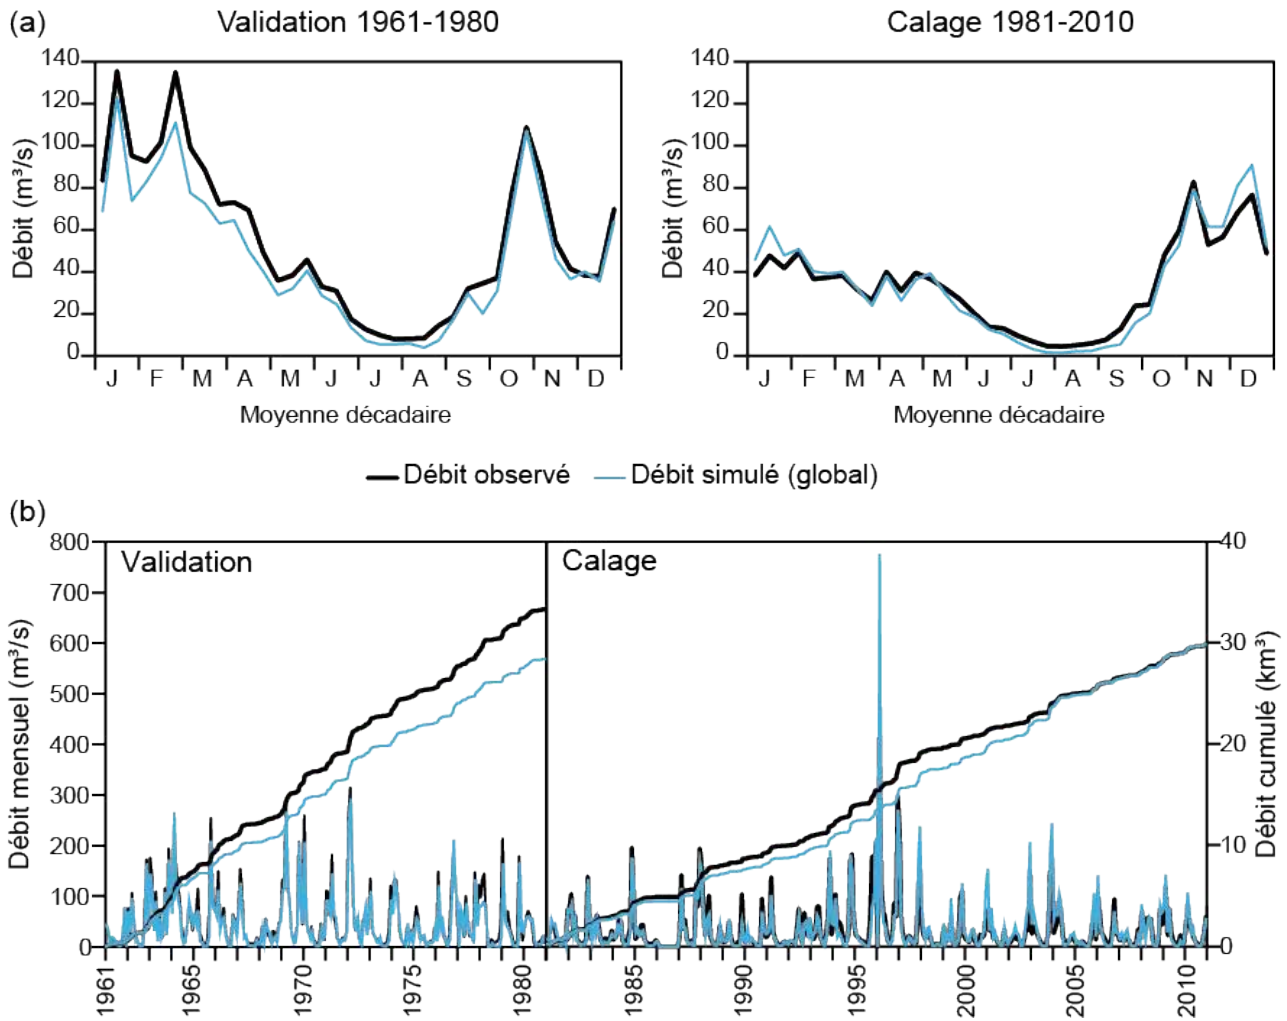 (a)
Validation 1961-1980
Calage 1981-2010
Débit (m³/s)
140
120
100
80
60
40
20
0
J F M A M J J A S O N D
Moyenne décadaire
Débit (m³/s)
140
120
100
80
60
40
20
0
J F M A M J J A S O N D
Moyenne décadaire
Débit observé
Débit simulé (global)
(b)
Validation
Calage
Débit mensuel (m³/s)
800
700
600
500
400
300
200
100
0
Débit cumulé (km³)
40
30
20
10
0
1961 1965 1970 1975 1980 1985 1990 1995 2000 2005 2010